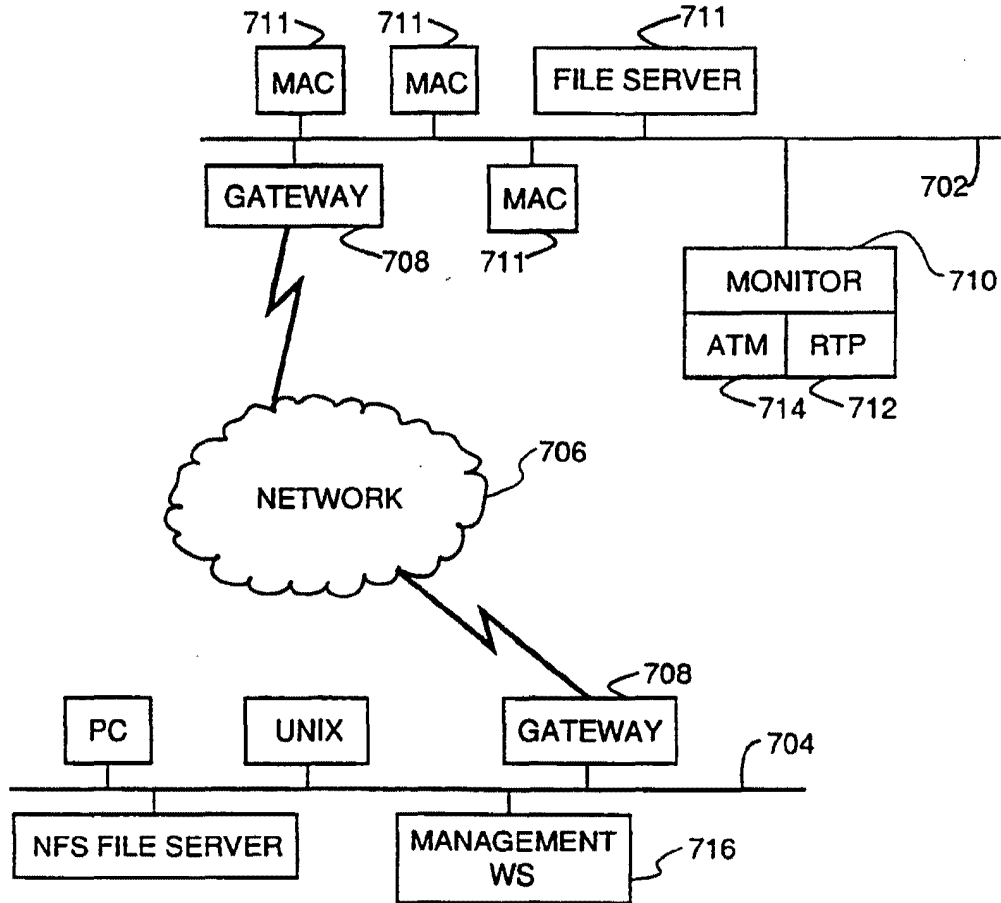 711
711
711
MAC
MAC
FILE SERVER
GATEWAY
MAC
702
708
711
710
MONITOR
ATM
RTP
714
712
706
NETWORK
708
PC
UNIX
GATEWAY
704
NFS FILE SERVER
MANAGEMENT
WS
716